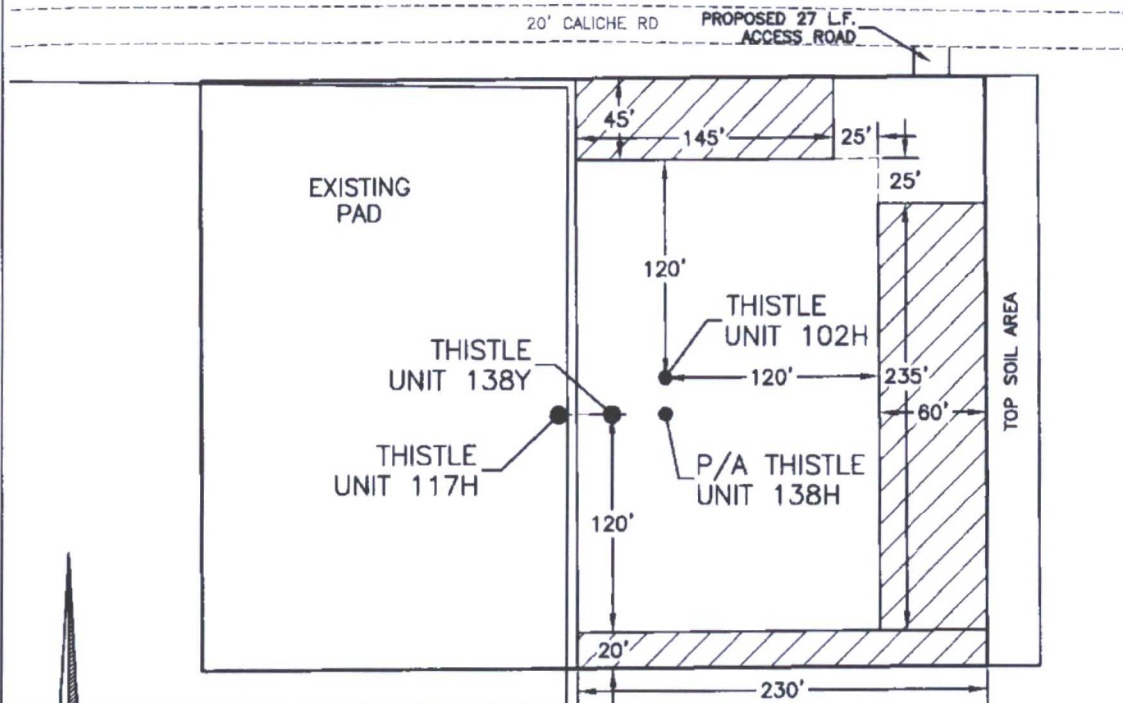 20' CALICHE RD
PROPOSED 27 L.F.
ACCESS ROAD
45'
145'
25'
25'
EXISTING
PAD
120'
THISTLE
UNIT 102H
THISTLE
UNIT 138Y
120'
235'
60'
TOP SOIL AREA
THISTLE
UNIT 117H
P/A THISTLE
UNIT 138H
120'
20'
230'